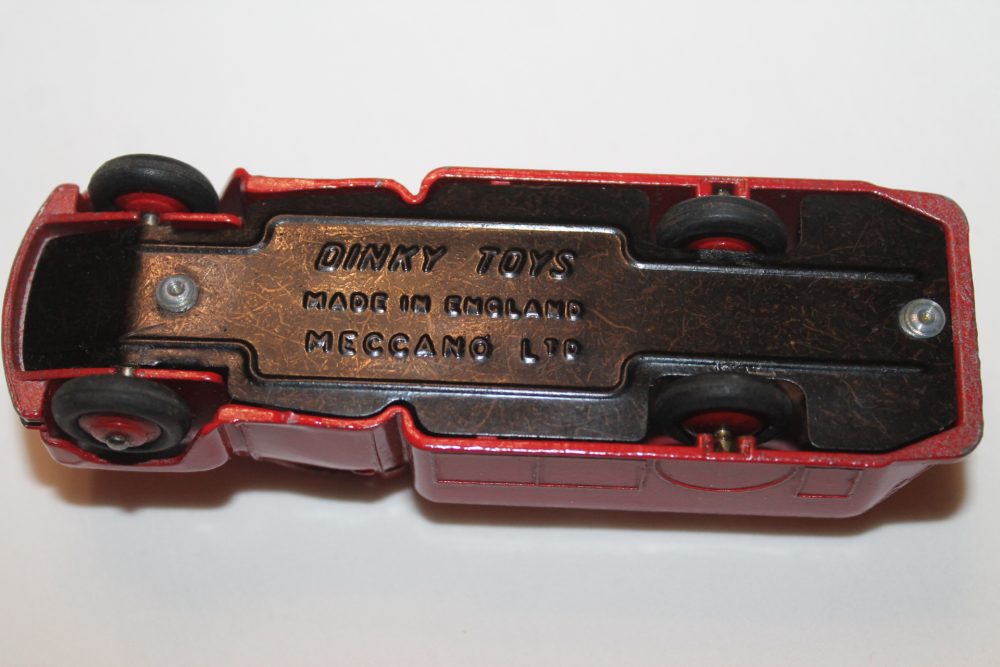 DINKY TOYS
MADE IN ENGLAND
MECCANO LTD